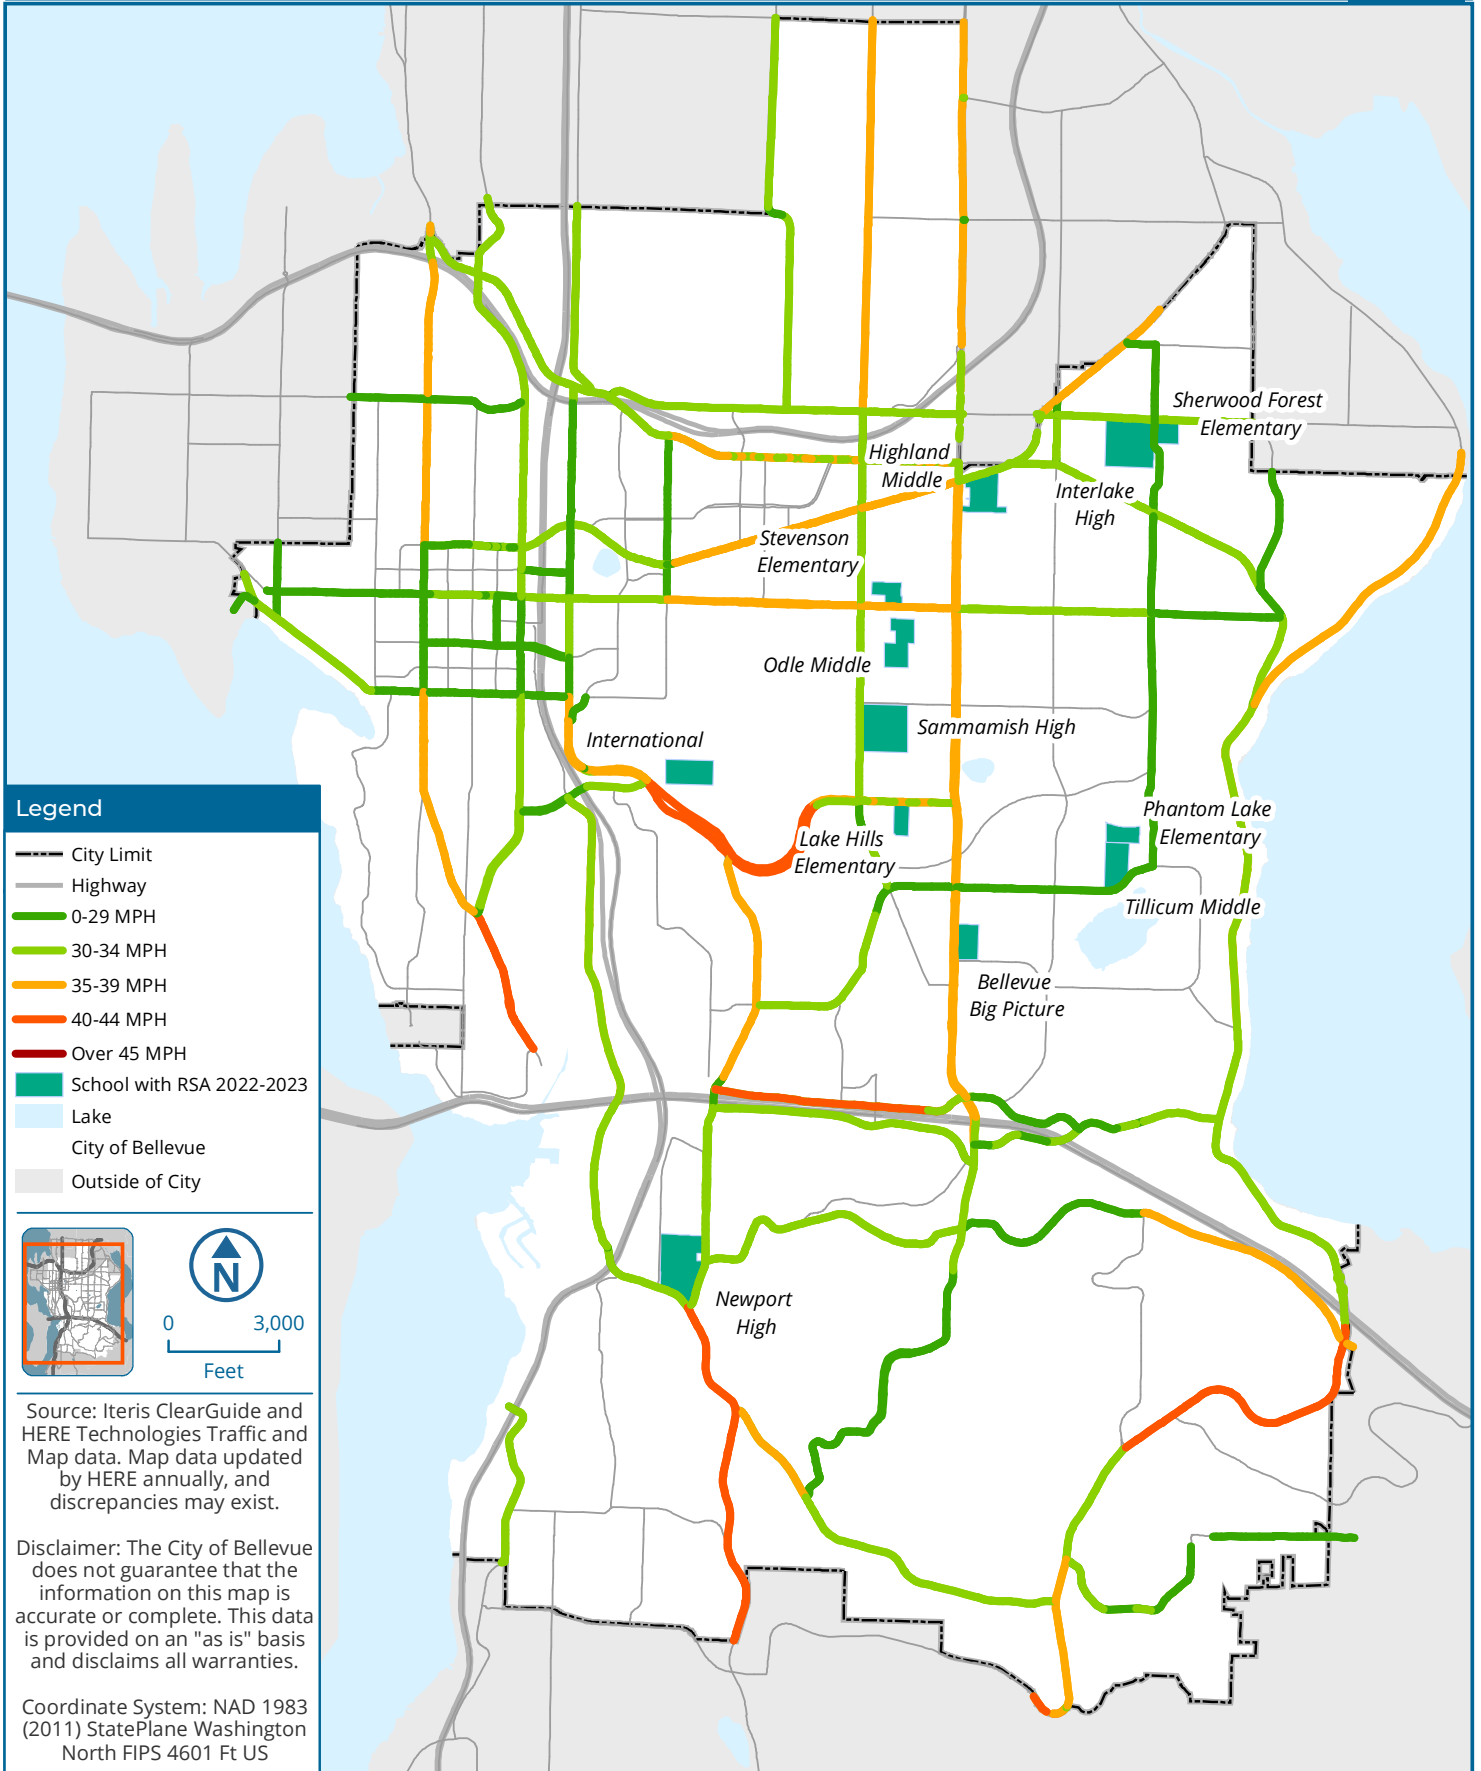 Sherwood Forest
Elementary
Highland
Middle
Interlake
High
Stevenson
Elementary
Odle Middle
Sammamish High
International
Phantom Lake
Elementary
Lake Hills
Elementary
Tillicum Middle
Bellevue
Big Picture
Newport
High
Legend
City Limit
Highway
0-29 MPH
30-34 MPH
35-39 MPH
40-44 MPH
Over 45 MPH
School with RSA 2022-2023
Lake
City of Bellevue
Outside of City
N
0 3,000
Feet
Source: Iteris ClearGuide and
HERE Technologies Traffic and
Map data. Map data updated
by HERE annually, and
discrepancies may exist.
Disclaimer: The City of Bellevue
does not guarantee that the
information on this map is
accurate or complete. This data
is provided on an "as is" basis
and disclaims all warranties.
Coordinate System: NAD 1983
(2011) StatePlane Washington
North FIPS 4601 Ft US